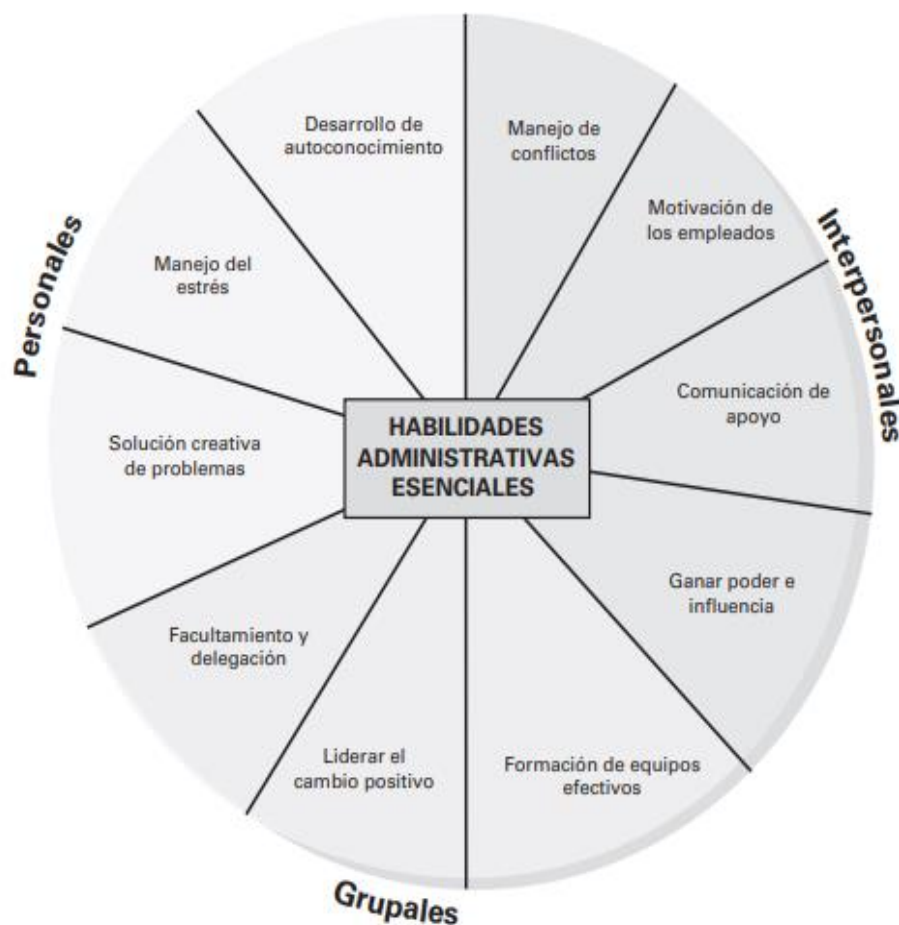 Desarrollo de
autoconocimiento
Manejo de
conflictos
Motivación de
los empleados
Interpersonales
Personales
Manejo del
estrés
Comunicación de
apoyo
HABILIDADES
ADMINISTRATIVAS
ESENCIALES
Solución creativa
de problemas
Ganar poder e
influencia
Facultamiento y
delegación
Liderar el
cambio positivo
Formación de equipos
efectivos
Grupales